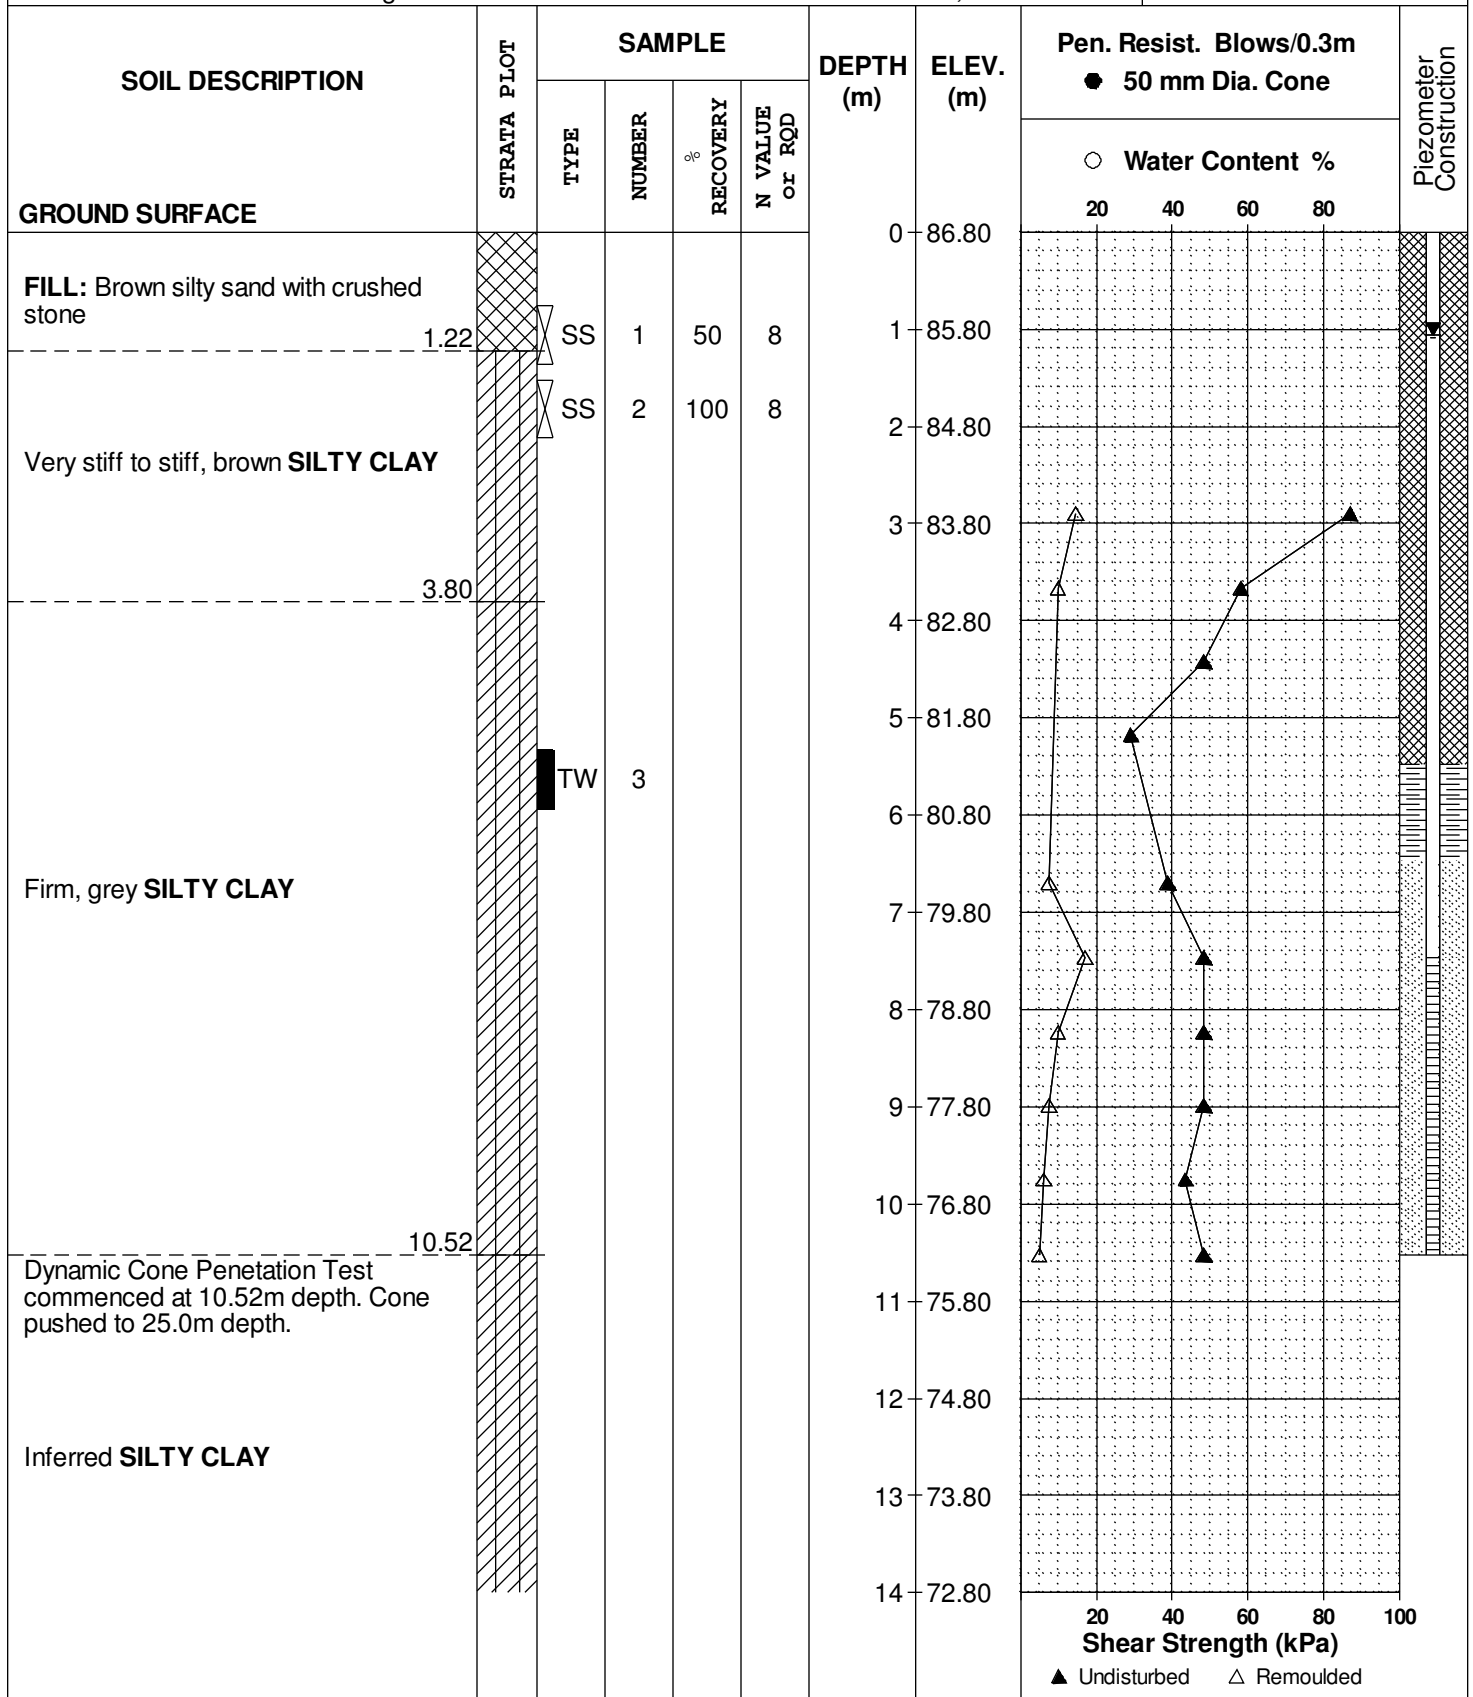 SOIL DESCRIPTION
GROUND SURFACE
STRATA PLOT
SAMPLE
TYPE
NUMBER
%
RECOVERY
N VALUE
or RQD
DEPTH
(m)
ELEV.
(m)
Pen. Resist. Blows/0.3m
● 50 mm Dia. Cone
○ Water Content %
20 40 60 80
Piezometer
Construction
0 86.80
FILL: Brown silty sand with crushed
stone
1.22
SS 1 50 8
1 85.80
SS 2 100 8
2 84.80
Very stiff to stiff, brown SILTY CLAY
3 83.80
3.80
4 82.80
5 81.80
TW 3
6 80.80
Firm, grey SILTY CLAY
7 79.80
8 78.80
9 77.80
10 76.80
10.52
Dynamic Cone Penetation Test
commenced at 10.52m depth. Cone
pushed to 25.0m depth.
11 75.80
12 74.80
Inferred SILTY CLAY
13 73.80
14 72.80
20 40 60 80 100
Shear Strength (kPa)
▲ Undisturbed △ Remoulded